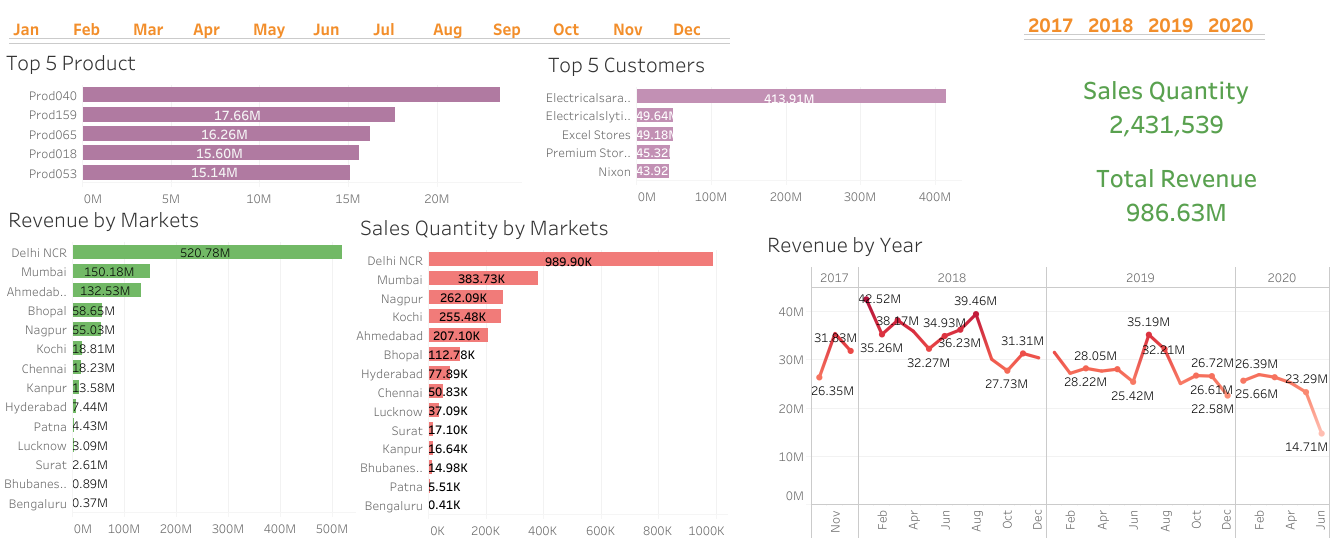 Jan Feb Mar Apr May Jun Jul Aug Sep Oct Nov Dec
2017 2018 2019 2020
Top 5 Product
Prod040
Prod159 17.66M
Prod065 16.26M
Prod018 15.60M
Prod053 15.14M
0M 5M 10M 15M 20M
Top 5 Customers
Electricalsara.. 413.91M
Electricalslyti.. 49.64M
Excel Stores 49.18M
Premium Stor.. 45.32
Nixon 43.92
0M 100M 200M 300M 400M
Sales Quantity
2,431,539
Total Revenue
986.63M
Revenue by Markets
Delhi NCR 520.78M
Mumbai 150.18M
Ahmedab.. 132.53M
Bhopal 58.65M
Nagpur 55.03M
Kochi 18.81M
Chennai 18.23M
Kanpur 13.58M
Hyderabad 7.44M
Patna 4.43M
Lucknow 3.09M
Surat 2.61M
Bhubanes.. 0.89M
Bengaluru 0.37M
0M 100M 200M 300M 400M 500M
Sales Quantity by Markets
Delhi NCR 989.90K
Mumbai 383.73K
Nagpur 262.09K
Kochi 255.48K
Ahmedabad 207.10K
Bhopal 112.78K
Hyderabad 77.89K
Chennai 50.83K
Lucknow 37.09K
Surat 17.10K
Kanpur 16.64K
Bhubanes.. 14.98K
Patna 5.51K
Bengaluru 0.41K
0K 200K 400K 600K 800K 1000K
Revenue by Year
2017 2018 2019 2020
40M
30M
20M
10M
0M
26.35M 31.83M
42.52M 35.26M 38.17M 32.27M 34.93M 36.23M 39.46M 27.73M 31.31M
28.22M 28.05M 25.42M 35.19M 32.21M 26.72M 26.61M 22.58M
25.66M 26.39M 23.29M 14.71M
Nov Feb Apr Jun Aug Oct Dec Feb Apr Jun Aug Oct Dec Feb Apr Jun